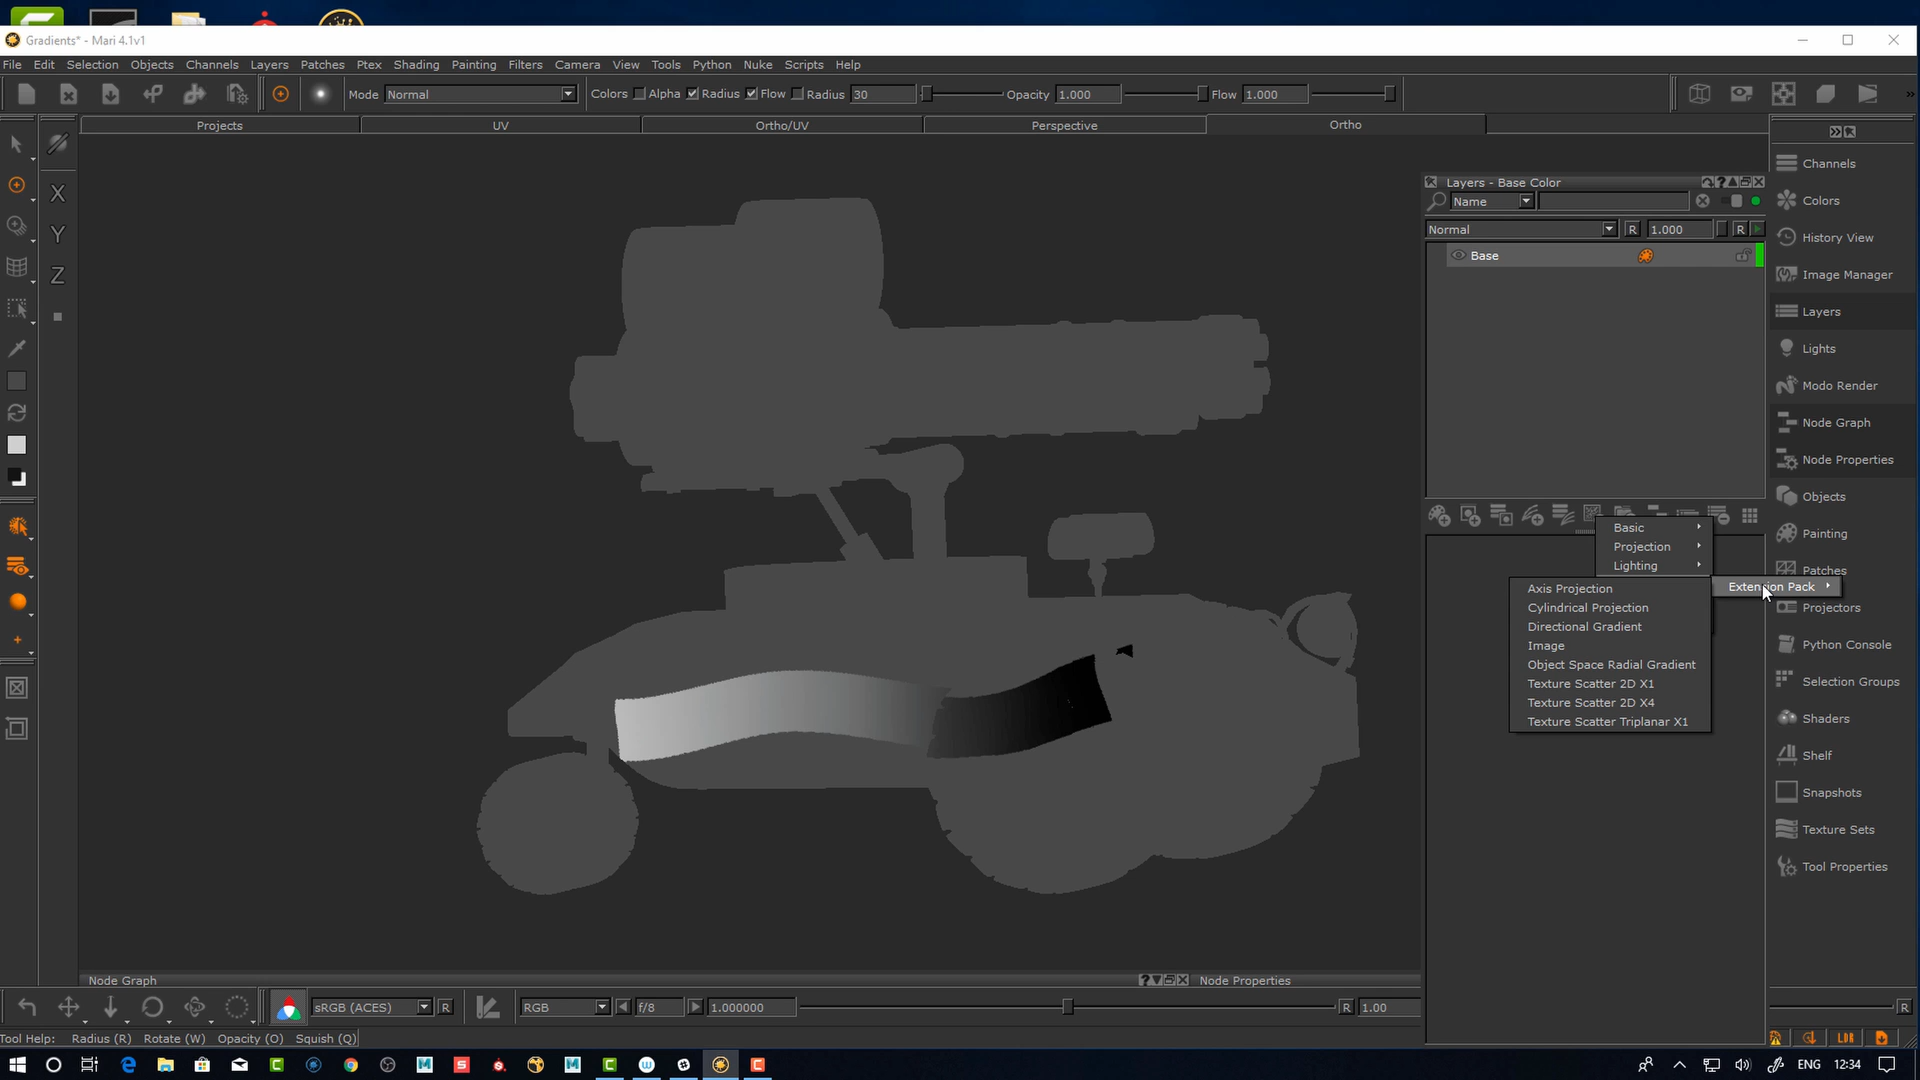 Gradients* - Mari 4.1v1
File Edit Selection Objects Channels Layers Patches Ptex Shading Painting Filters Camera View Tools Python Nuke Scripts Help
Mode Normal Colors Alpha Radius Flow Radius 30 Opacity 1.000 Flow 1.000 »
Projects UV Ortho/UV Perspective Ortho
X
Y
Z
Layers - Base Color
Name
Normal R 1.000 R
Base
Basic
Projection
Lighting
Extension Pack
Axis Projection
Cylindrical Projection
Directional Gradient
Image
Object Space Radial Gradient
Texture Scatter 2D X1
Texture Scatter 2D X4
Texture Scatter Triplanar X1
Channels
Colors
History View
Image Manager
Layers
Lights
Modo Render
Node Graph
Node Properties
Objects
Painting
Patches
Projectors
Python Console
Selection Groups
Shaders
Shelf
Snapshots
Texture Sets
Tool Properties
Node Graph Node Properties
sRGB (ACES) R RGB f/8 1.000000 R 1.00 R
Tool Help: Radius (R) Rotate (W) Opacity (O) Squish (Q)
LDR
ENG 12:34